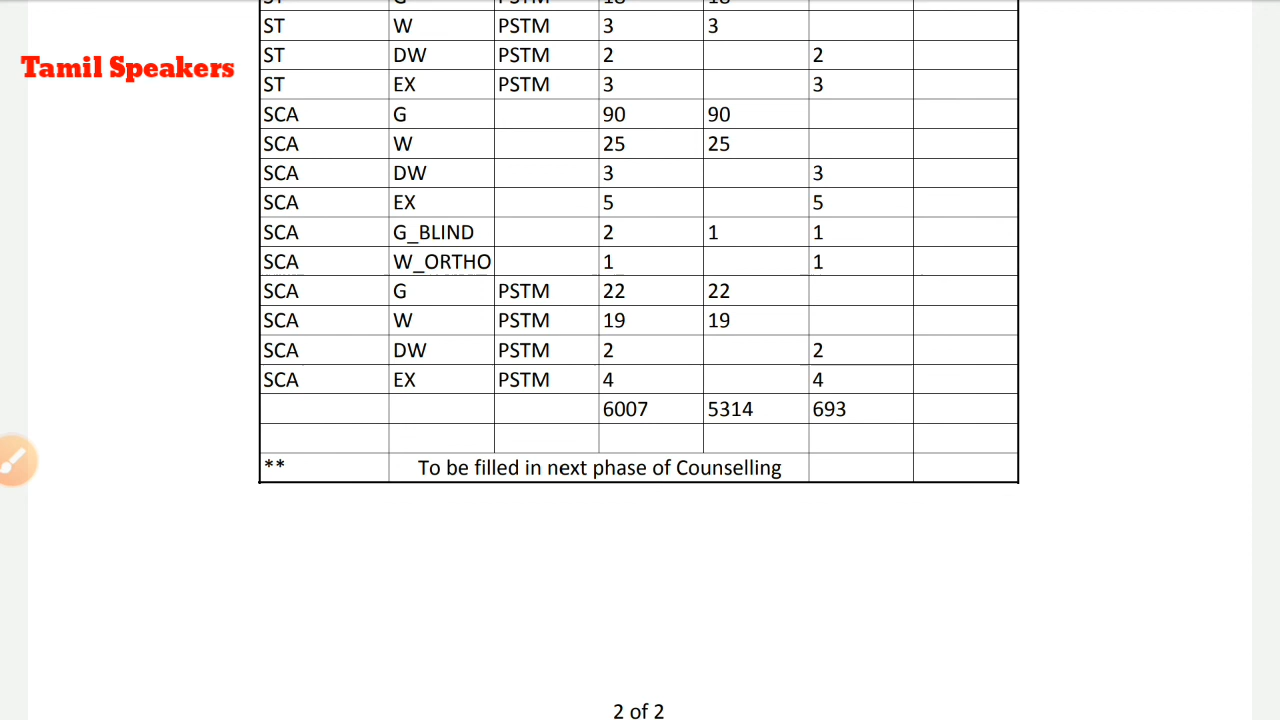 Tamil Speakers
ST W PSTM 3 3
ST DW PSTM 2 2
ST EX PSTM 3 3
SCA G 90 90
SCA W 25 25
SCA DW 3 3
SCA EX 5 5
SCA G_BLIND 2 1 1
SCA W_ORTHO 1 1
SCA G PSTM 22 22
SCA W PSTM 19 19
SCA DW PSTM 2 2
SCA EX PSTM 4 4
6007 5314 693
** To be filled in next phase of Counselling
2 of 2